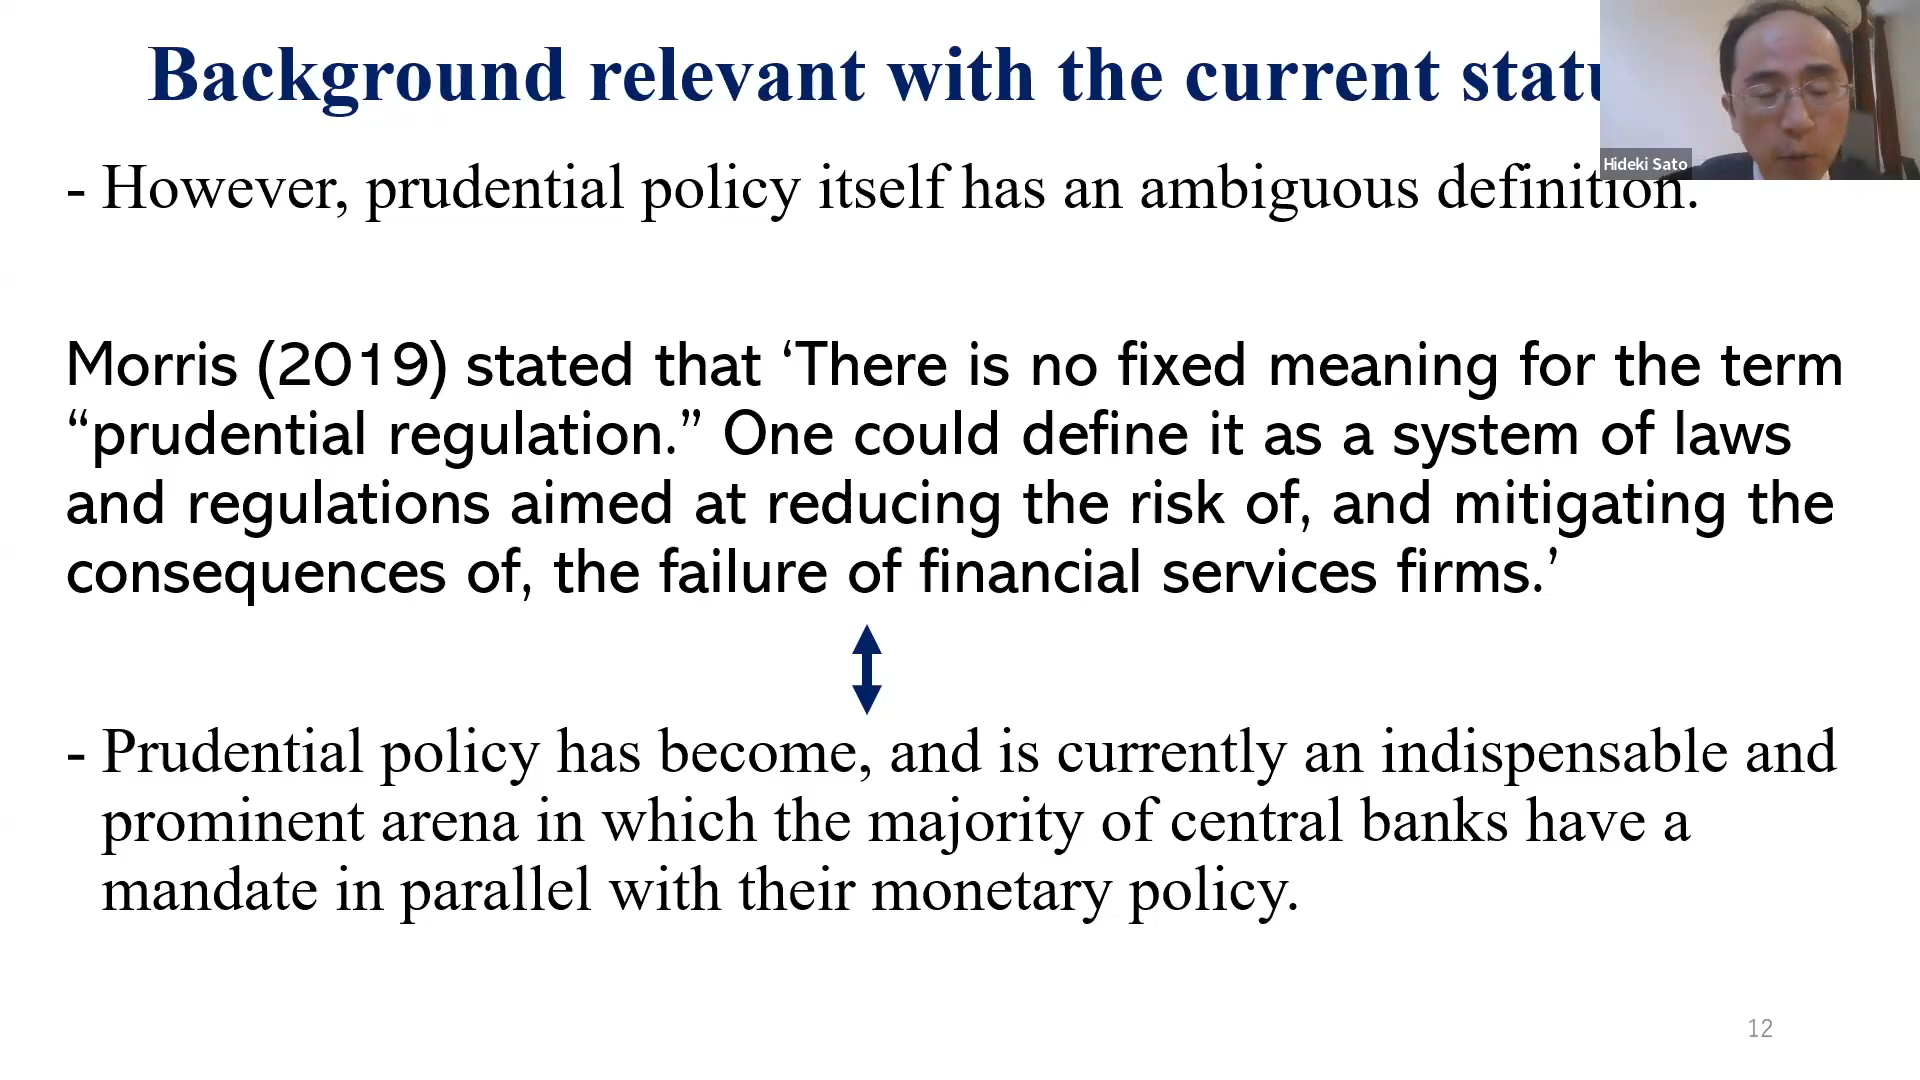 Background relevant with the current
Hideki Sato
- However, prudential policy itself has an ambiguous definition.
Morris (2019) stated that ‘There is no fixed meaning for the term
“prudential regulation.” One could define it as a system of laws
and regulations aimed at reducing the risk of, and mitigating the
consequences of, the failure of financial services firms.’
- Prudential policy has become, and is currently an indispensable and
prominent arena in which the majority of central banks have a
mandate in parallel with their monetary policy.
12